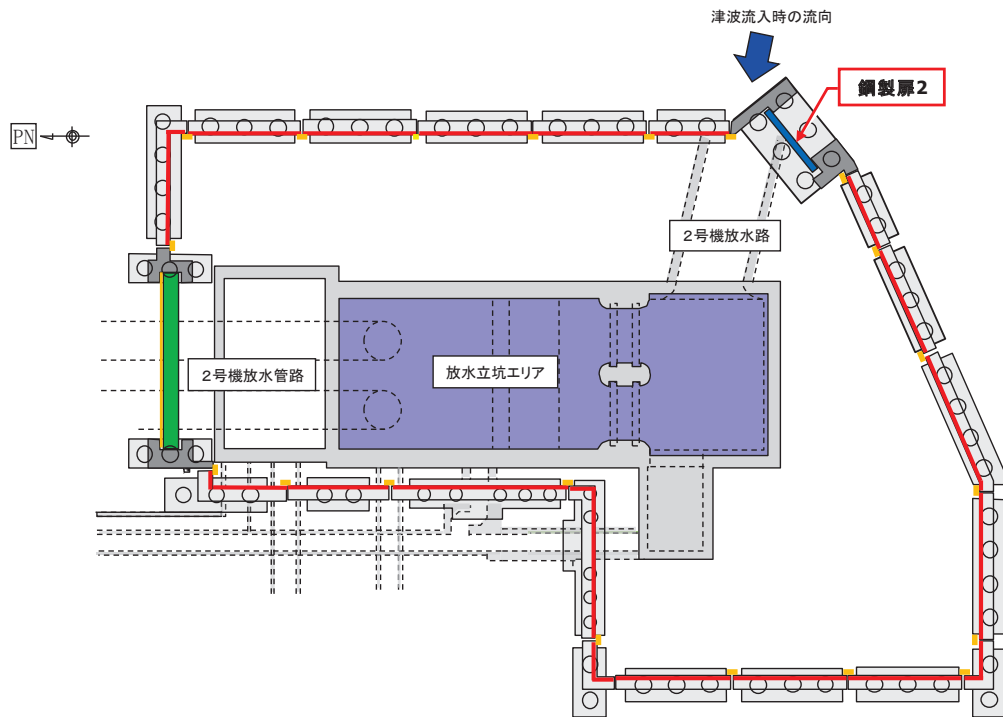 津波流入時の流向
鋼製扉2
PN
2号機放水路
2号機放水管路
放水立坑エリア